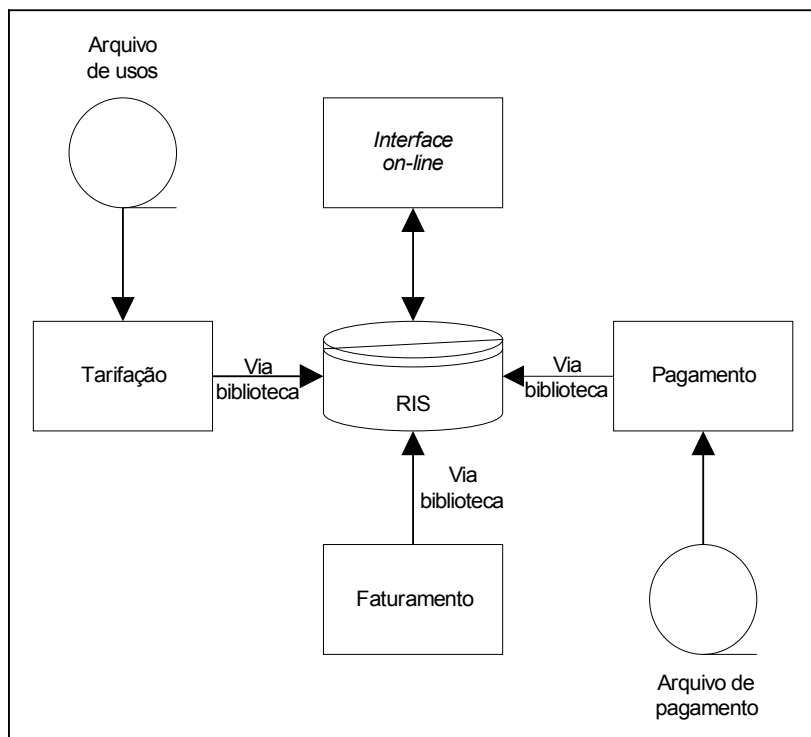 Arquivo
de usos
Interface
on-line
Tarifação
Via
biblioteca
RIS
Via
biblioteca
Pagamento
Via
biblioteca
Faturamento
Arquivo de
pagamento